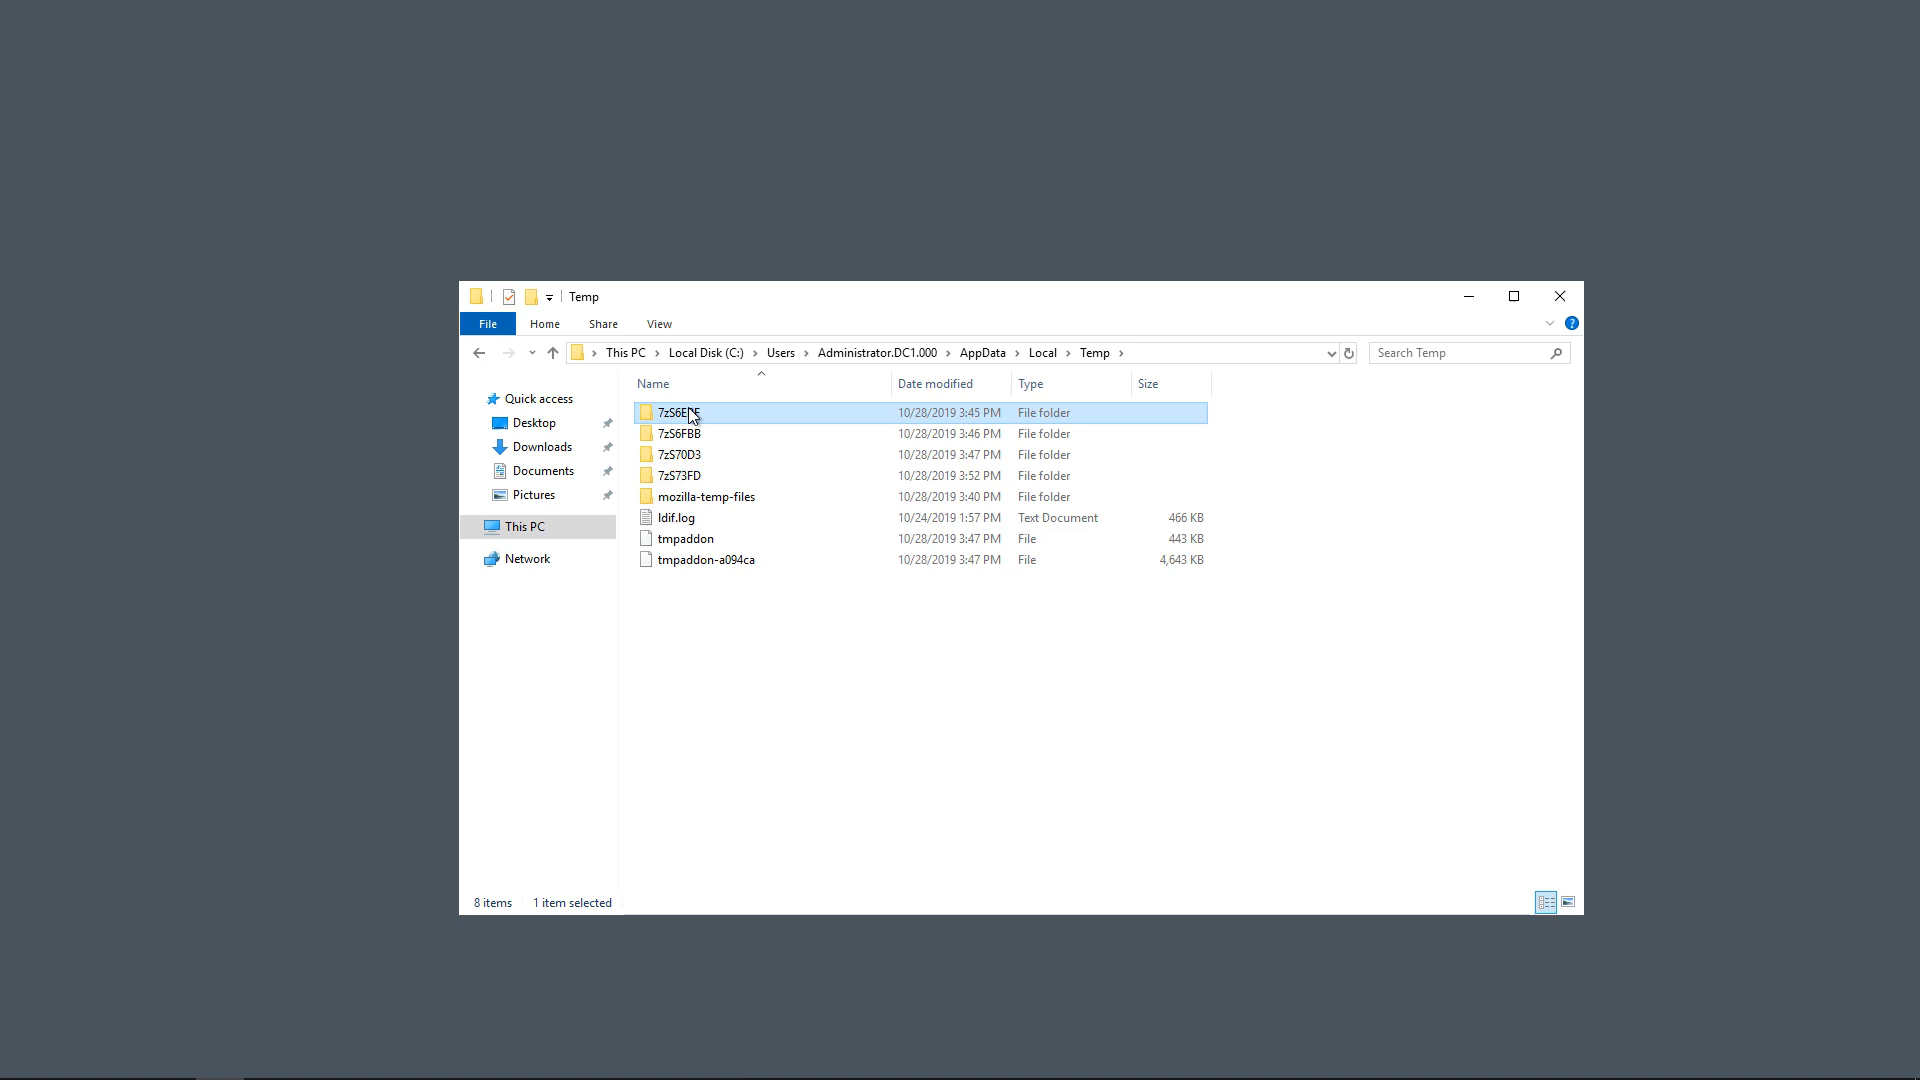 Temp
File Home Share View
This PC Local Disk (C:) Users Administrator.DC1.000 AppData Local Temp Search Temp
Name Date modified Type Size
Quick access
Desktop
Downloads
Documents
Pictures
This PC
Network
10/28/2019 3:45 PM File folder
7zS6FBB 10/28/2019 3:46 PM File folder
7zS70D3 10/28/2019 3:47 PM File folder
7zS73FD 10/28/2019 3:52 PM File folder
mozilla-temp-files 10/28/2019 3:40 PM File folder
ldif.log 10/24/2019 1:57 PM Text Document 466 KB
tmpaddon 10/28/2019 3:47 PM File 443 KB
tmpaddon-a094ca 10/28/2019 3:47 PM File 4,643 KB
8 items 1 item selected